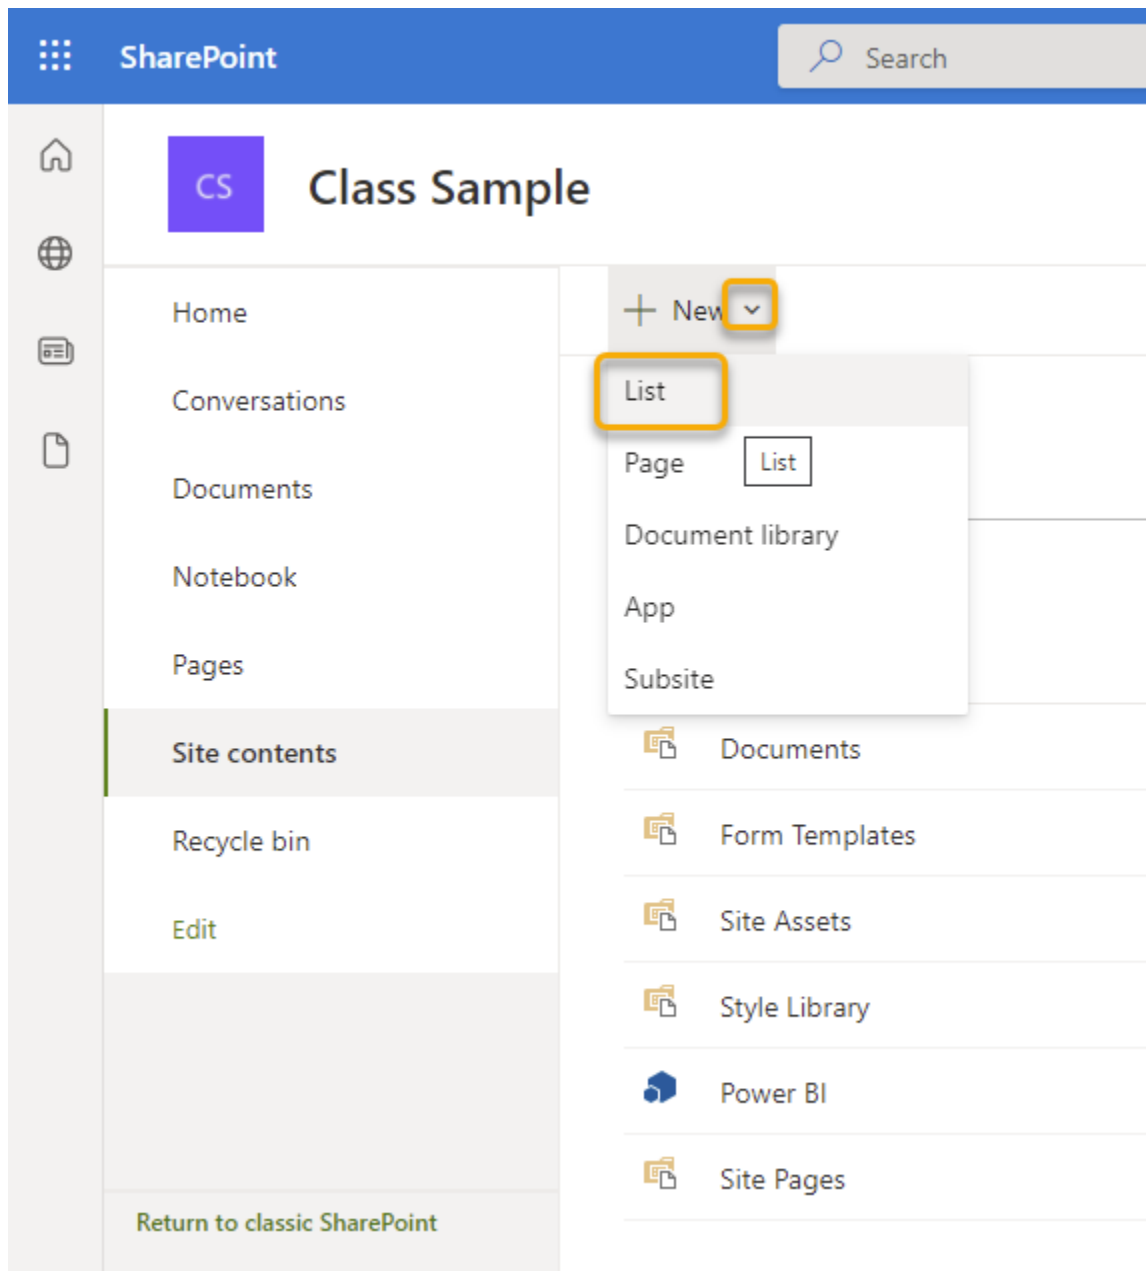 SharePoint
Search
CS
Class Sample
Home
Conversations
Documents
Notebook
Pages
Site contents
Recycle bin
Edit
Return to classic SharePoint
New
List
Page
List
Document library
App
Subsite
Documents
Form Templates
Site Assets
Style Library
Power BI
Site Pages